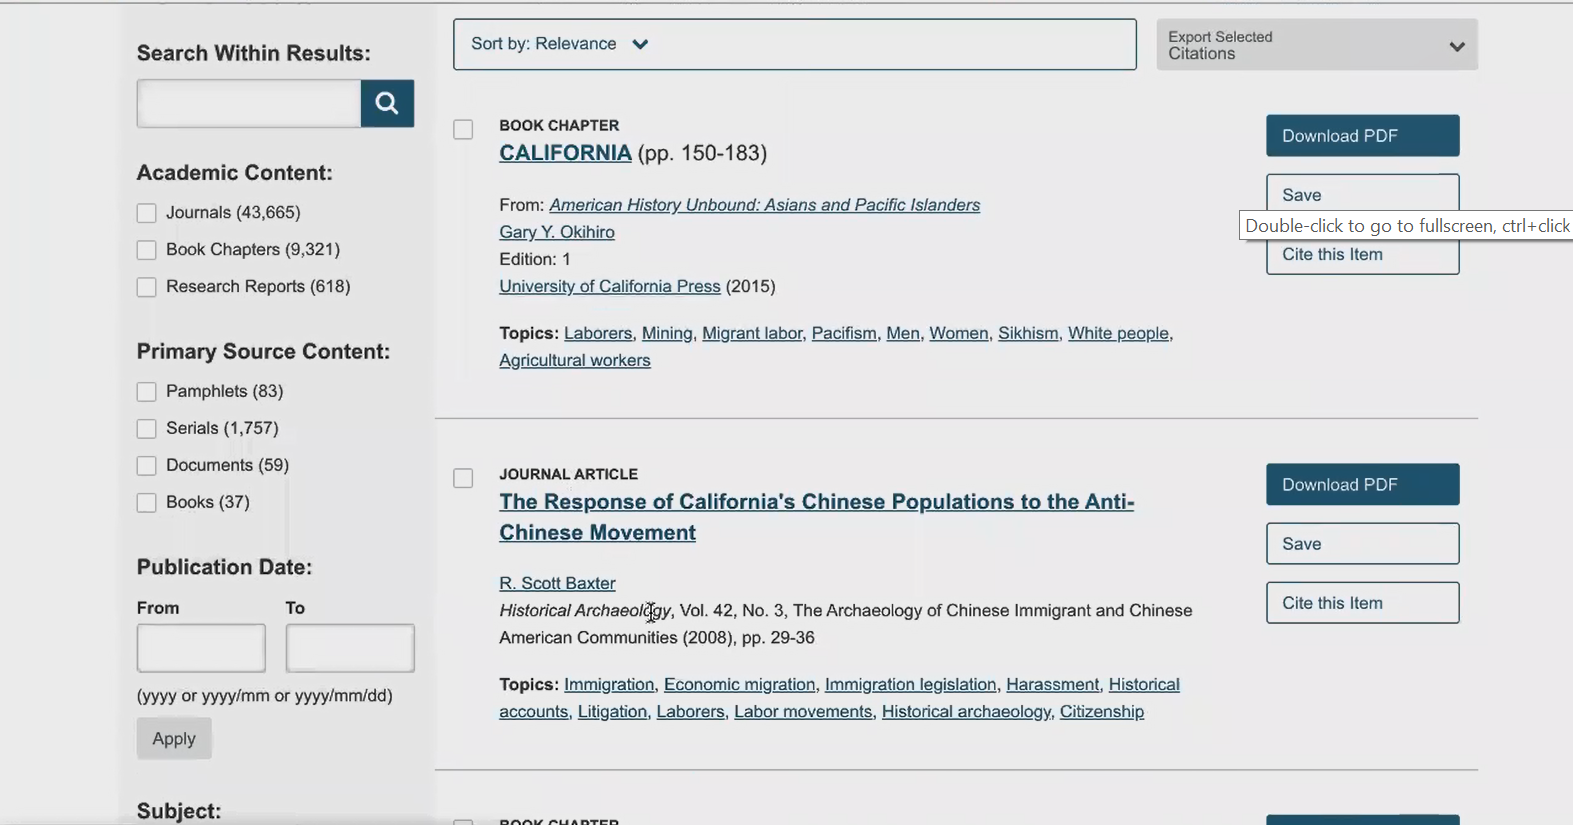 Search Within Results:
Academic Content:
Journals (43,665)
Book Chapters (9,321)
Research Reports (618)
Primary Source Content:
Pamphlets (83)
Serials (1,757)
Documents (59)
Books (37)
Publication Date:
From To
(yyyy or yyyy/mm or yyyy/mm/dd)
Apply
Subject:
Sort by: Relevance
Export Selected
Citations
BOOK CHAPTER
CALIFORNIA (pp. 150-183)
From: American History Unbound: Asians and Pacific Islanders
Gary Y. Okihiro
Edition: 1
University of California Press (2015)
Topics: Laborers, Mining, Migrant labor, Pacifism, Men, Women, Sikhism, White people,
Agricultural workers
Download PDF
Save
Double-click to go to fullscreen, ctrl+click
Cite this Item
JOURNAL ARTICLE
The Response of California's Chinese Populations to the Anti-
Chinese Movement
R. Scott Baxter
Historical Archaeology, Vol. 42, No. 3, The Archaeology of Chinese Immigrant and Chinese
American Communities (2008), pp. 29-36
Topics: Immigration, Economic migration, Immigration legislation, Harassment, Historical
accounts, Litigation, Laborers, Labor movements, Historical archaeology, Citizenship
Download PDF
Save
Cite this Item
BOOK CHAPTER